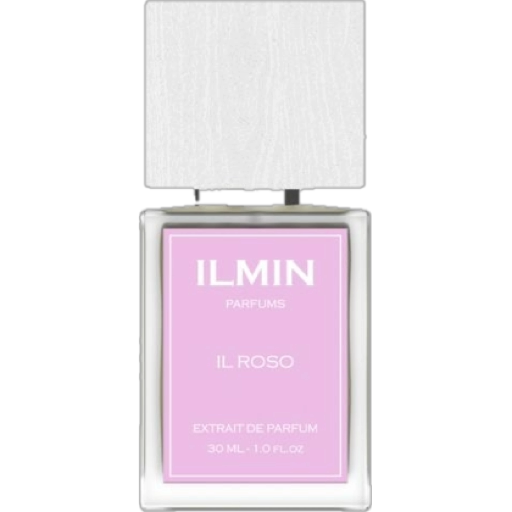 ILMIN
PARFUMS
IL ROSO
EXTRAIT DE PARFUM
30 ML - 1.0 FL.OZ